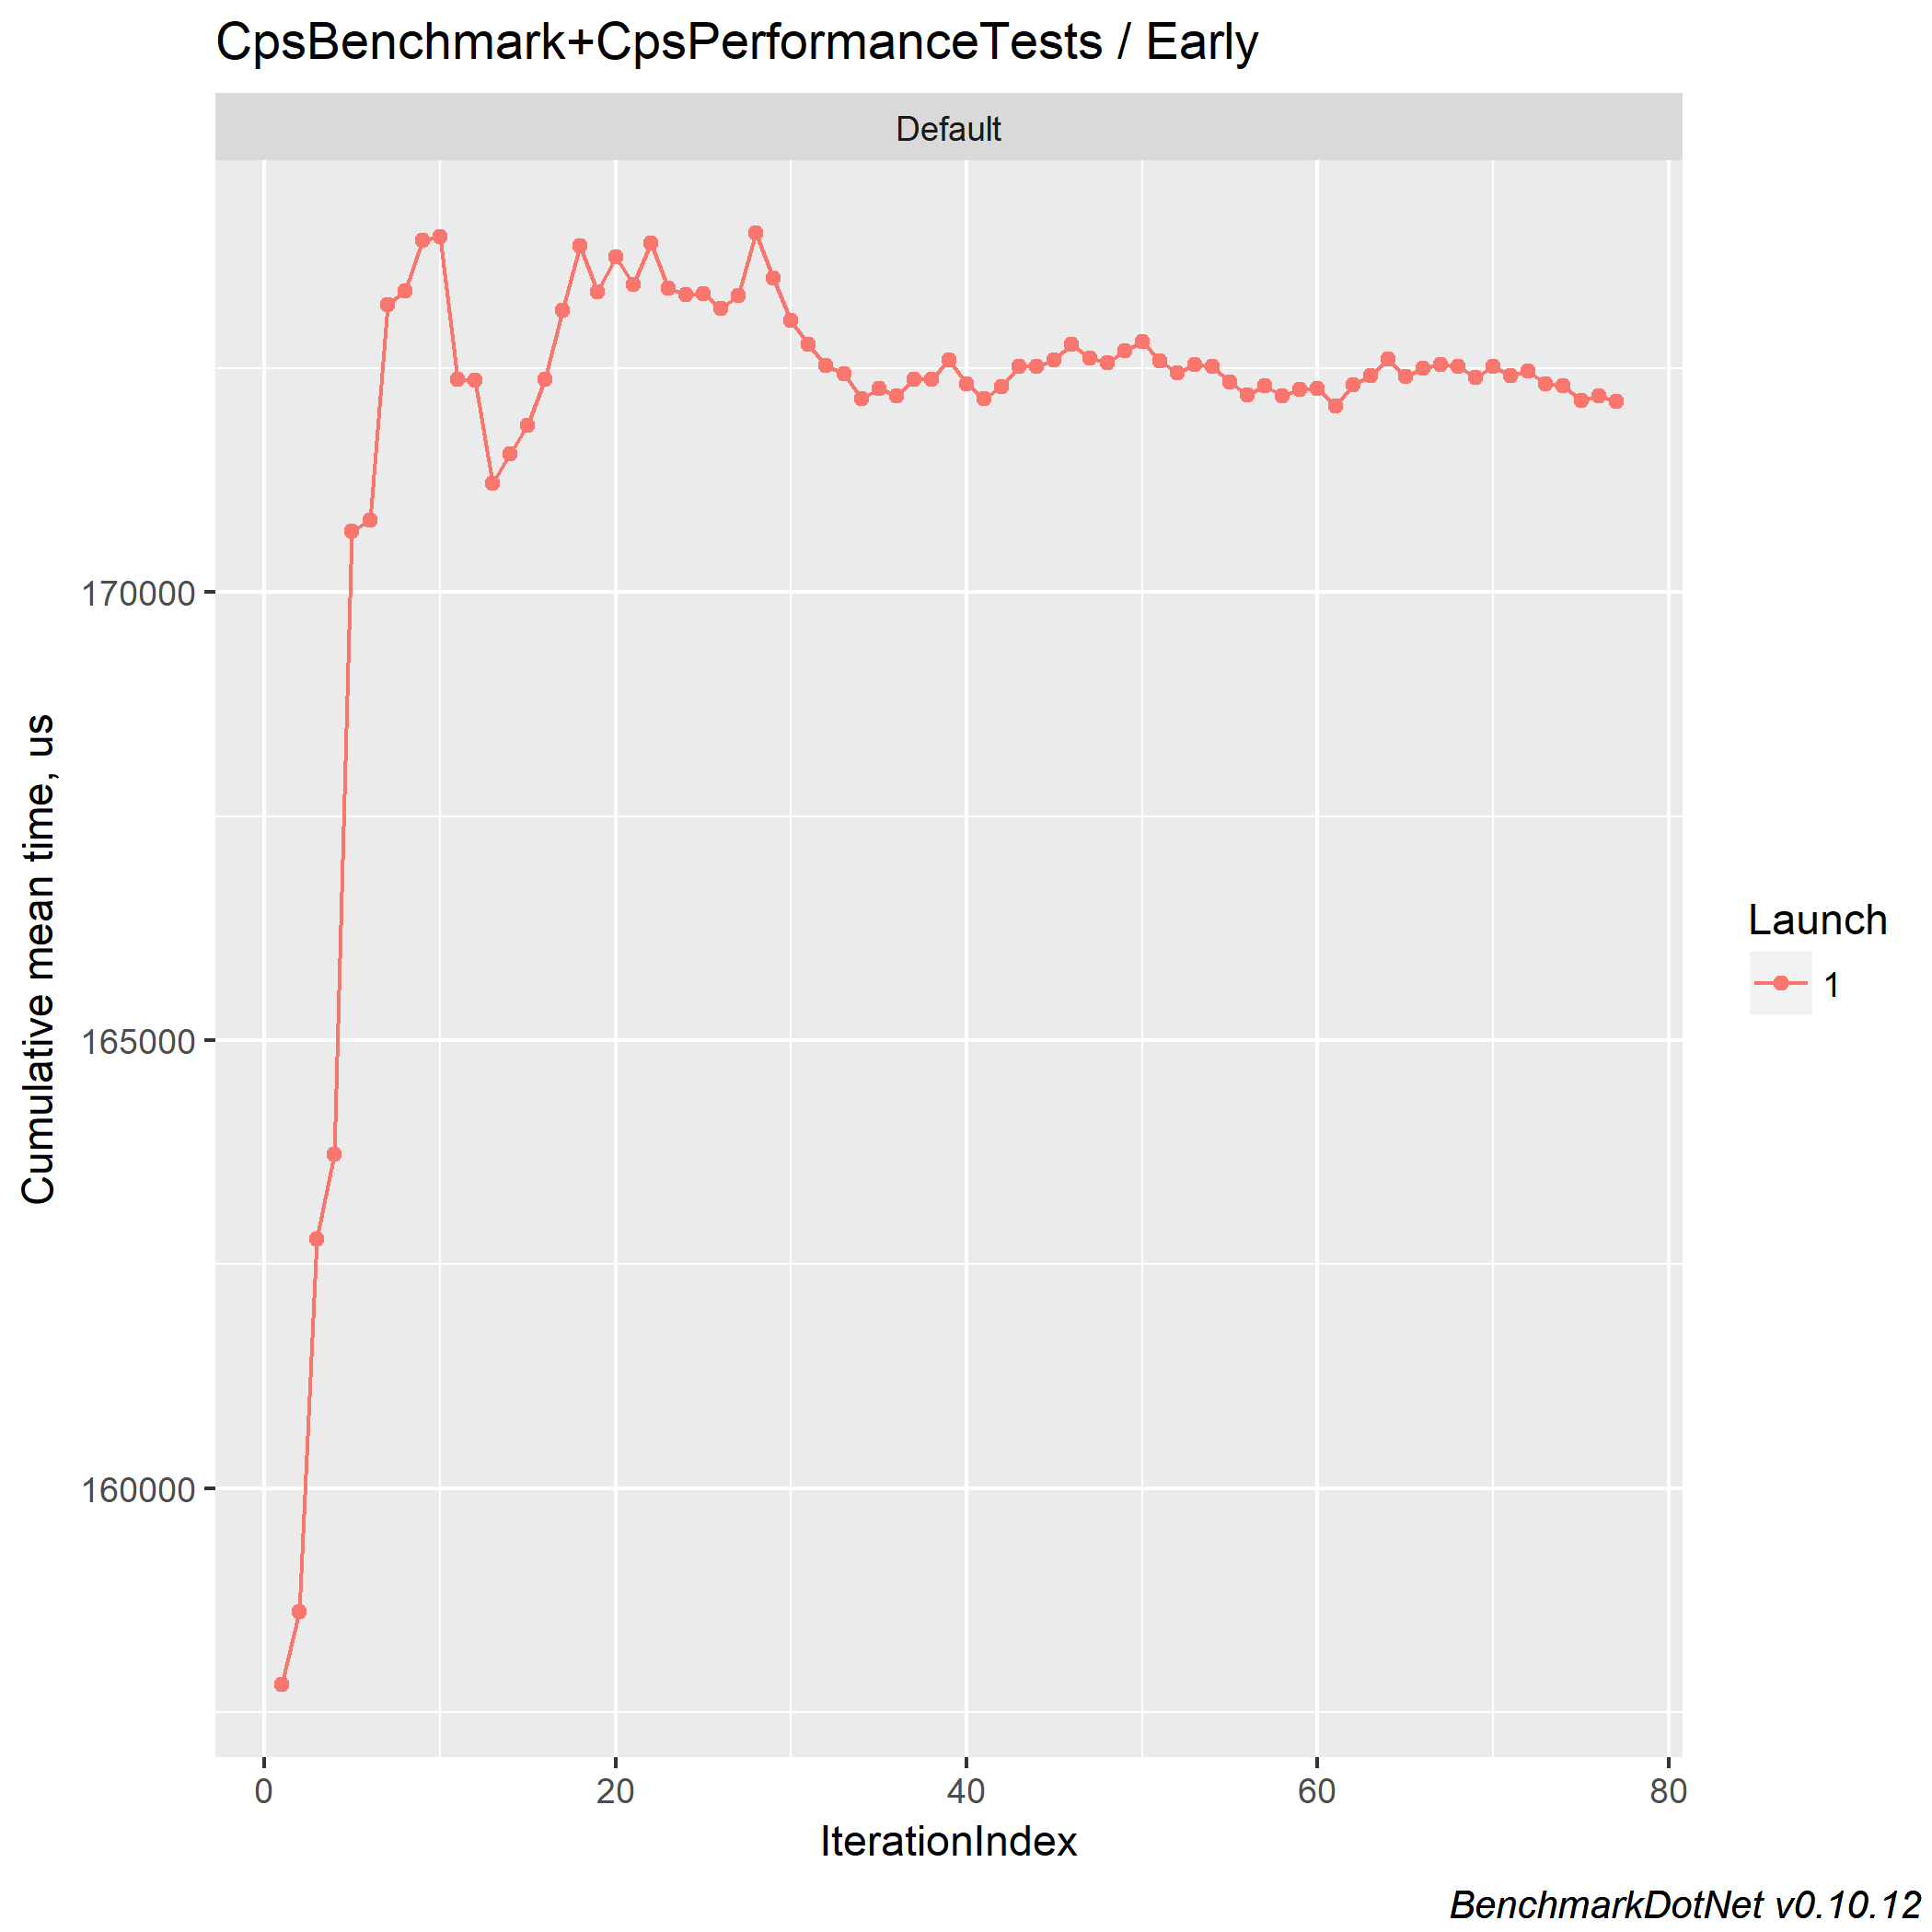 CpsBenchmark+CpsPerformanceTests / Early
Default
Cumulative mean time, us
170000
165000
160000
0 20 40 60 80
IterationIndex
Launch
1
BenchmarkDotNet v0.10.12